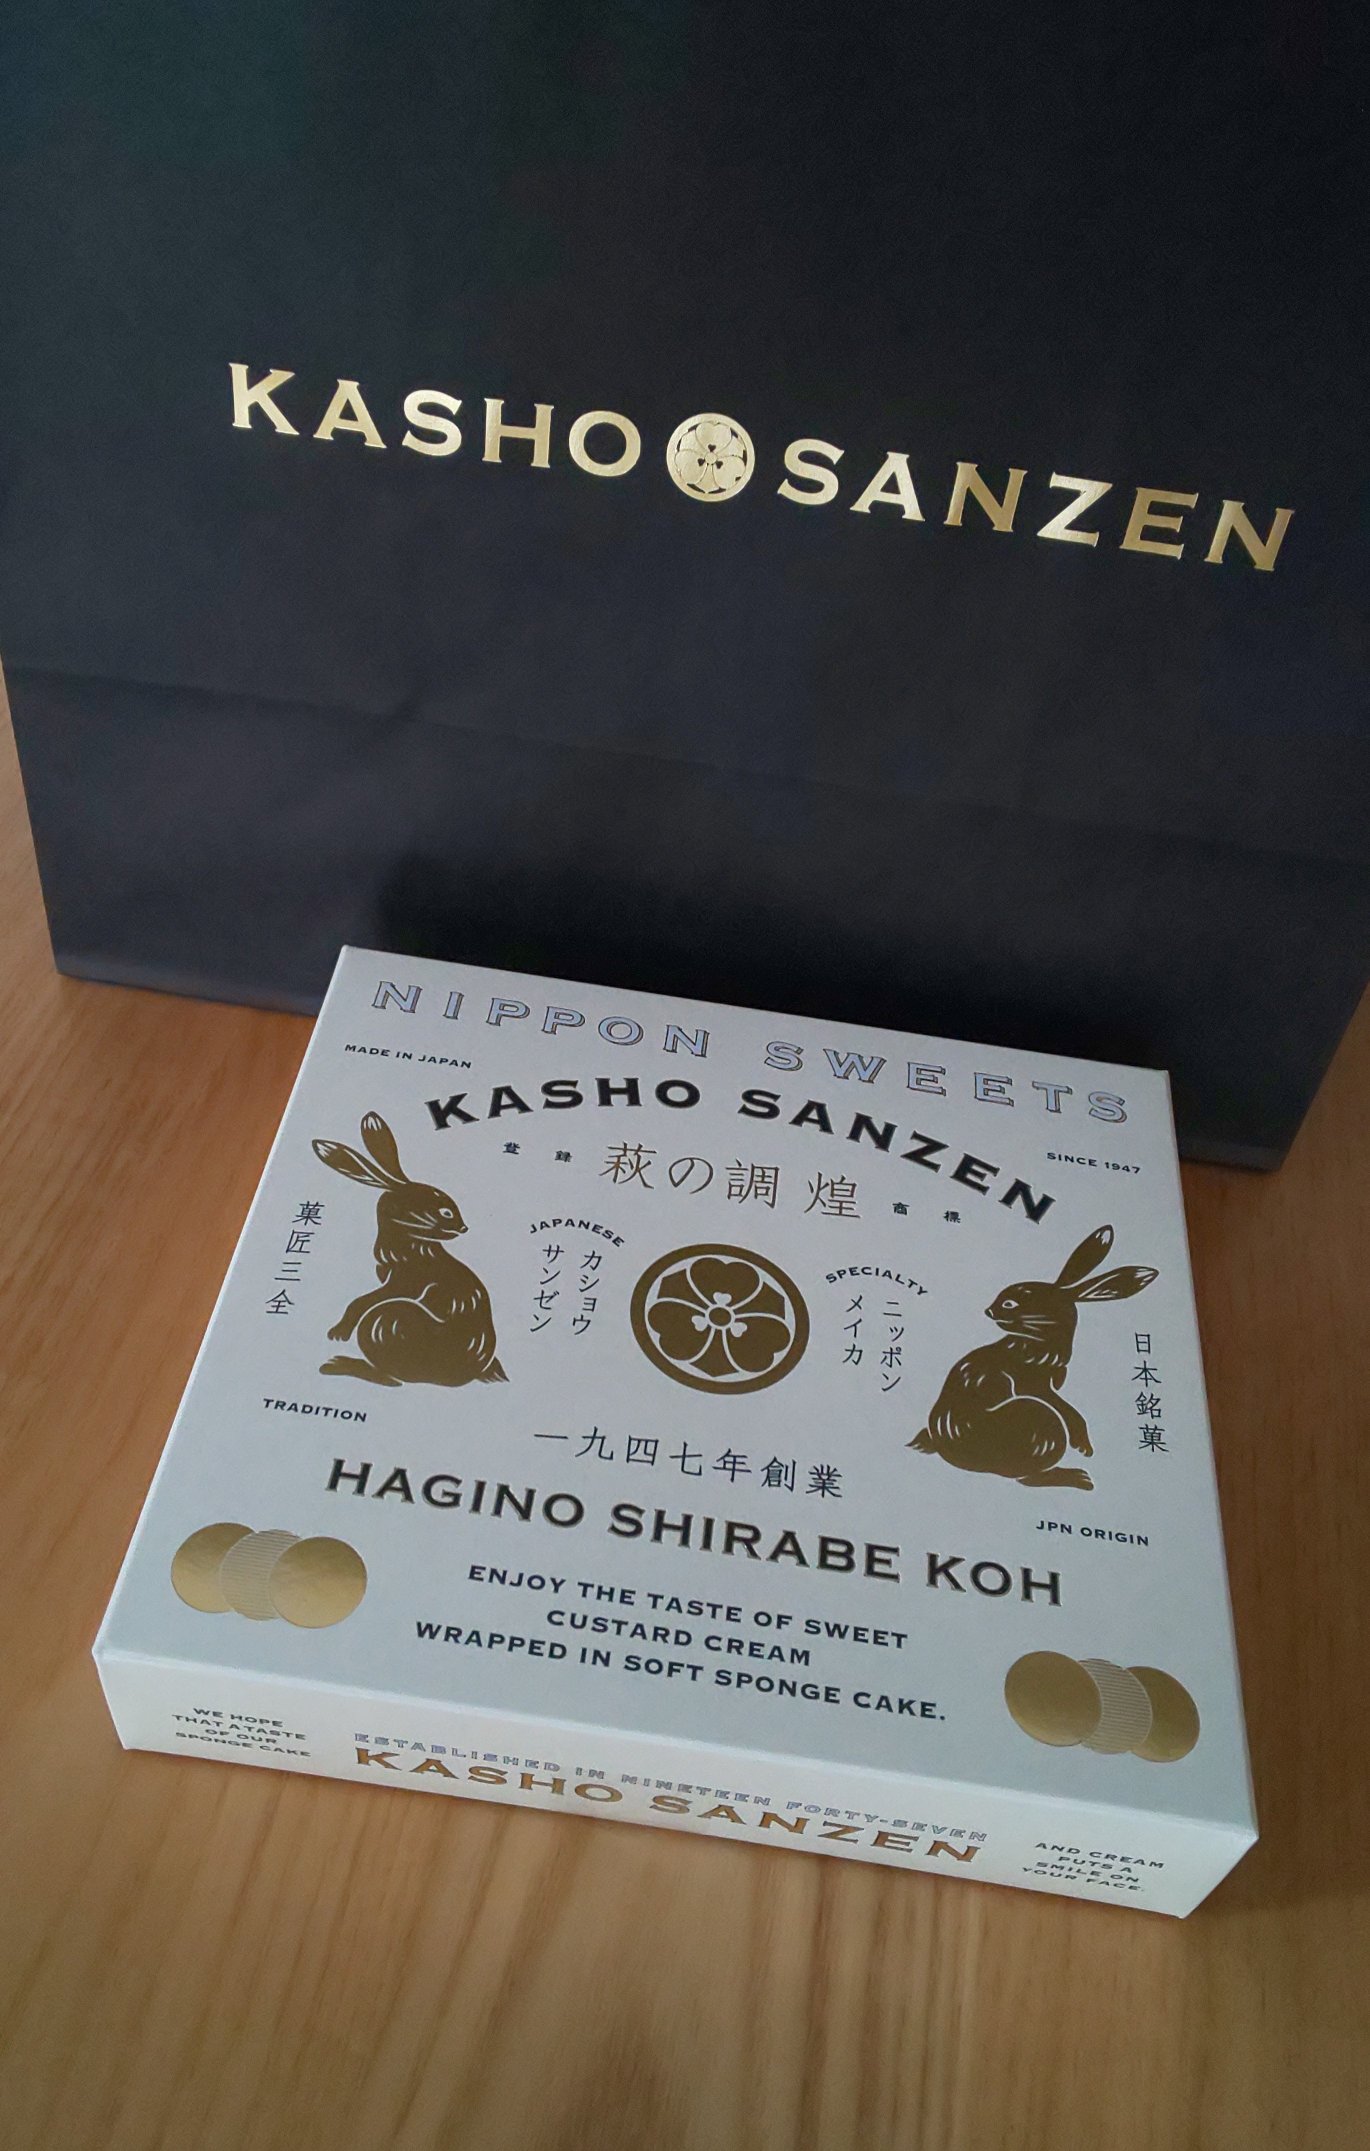 KASHO SANZEN
NIPPON SWEETS
MADE IN JAPAN
KASHO SANZEN
SINCE 1947
登録
萩の調 煌
商標
菓匠三全
JAPANESE
カショウ
サンゼン
SPECIALTY
ニッポン
メイカ
日本銘菓
TRADITION
一九四七年創業
JPN ORIGIN
HAGINO SHIRABE KOH
ENJOY THE TASTE OF SWEET
CUSTARD CREAM
WRAPPED IN SOFT SPONGE CAKE.
WE HOPE
THAT A TASTE
OF OUR
SPONGE CAKE
ESTABLISHED IN NINETEEN FORTY-SEVEN
KASHO SANZEN
AND CREAM
PUTS A
SMILE ON
YOUR FACE.